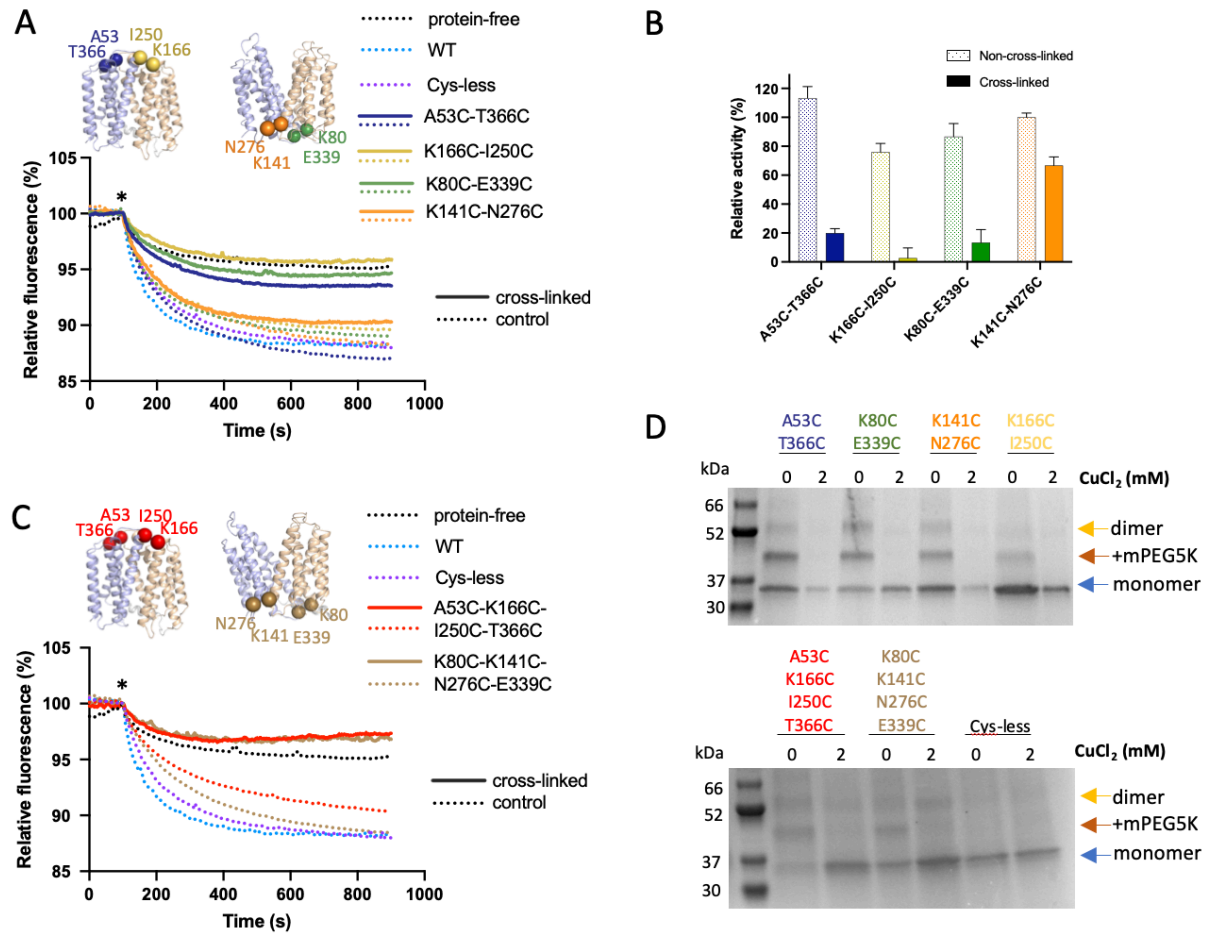 A
A53
I250
T366
K166
N276
K141
K80
E339
protein-free
WT
Cys-less
A53C-T366C
K166C-I250C
K80C-E339C
K141C-N276C
105
100
95
90
85
*
Relative fluorescence (%)
0
200
400
600
800
1000
Time (s)
cross-linked
control
B
Non-cross-linked
Cross-linked
120
100
80
60
40
20
0
Relative activity (%)
A53C-T366C
K166C-I250C
K80C-E339C
K141C-N276C
C
A53
I250
T366
K166
N276
K141
E339
K80
protein-free
WT
Cys-less
A53C-K166C-
I250C-T366C
K80C-K141C-
N276C-E339C
105
100
95
90
85
*
Relative fluorescence (%)
0
200
400
600
800
1000
Time (s)
cross-linked
control
D
A53C K80C K141C K166C
T366C E339C N276C I250C
kDa
0 2 0 2 0 2 0 2 CuCl₂ (mM)
66
52
37
30
dimer
+mPEG5K
monomer
A53C K80C
K166C K141C
I250C N276C
T366C E339C Cys-less
kDa
0 2 0 2 0 2 CuCl₂ (mM)
66
52
37
30
dimer
+mPEG5K
monomer